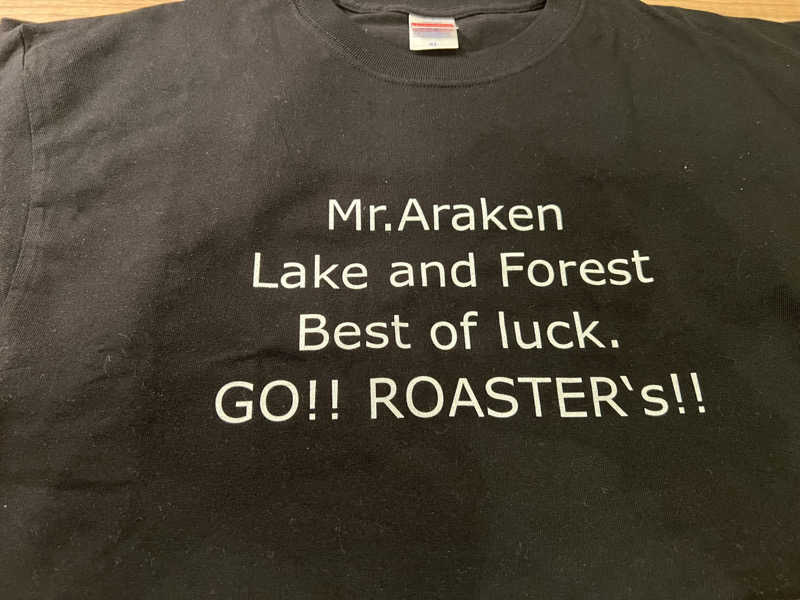 Mr.Araken
Lake and Forest
Best of luck.
GO!! ROASTER‘s!!